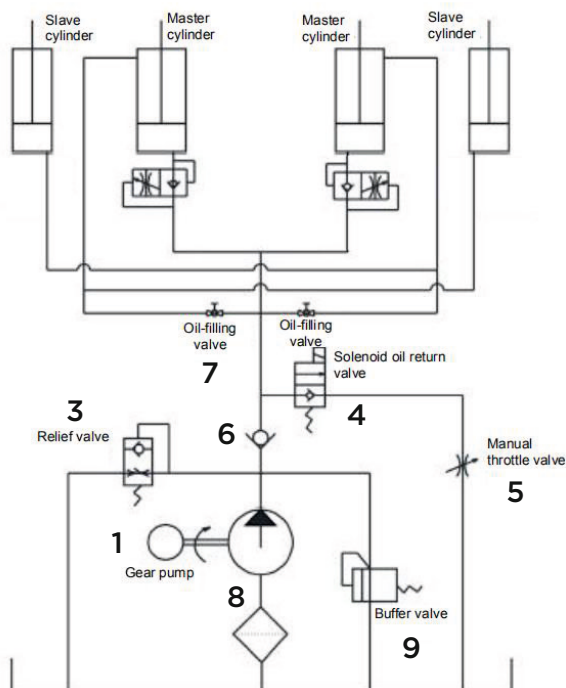 Slave
cylinder
Master
cylinder
Master
cylinder
Slave
cylinder
Oil-filling
valve
Oil-filling
valve
7
Solenoid oil return
valve
4
3
Relief valve
6
Manual
throttle valve
5
1
Gear pump
8
Buffer valve
9